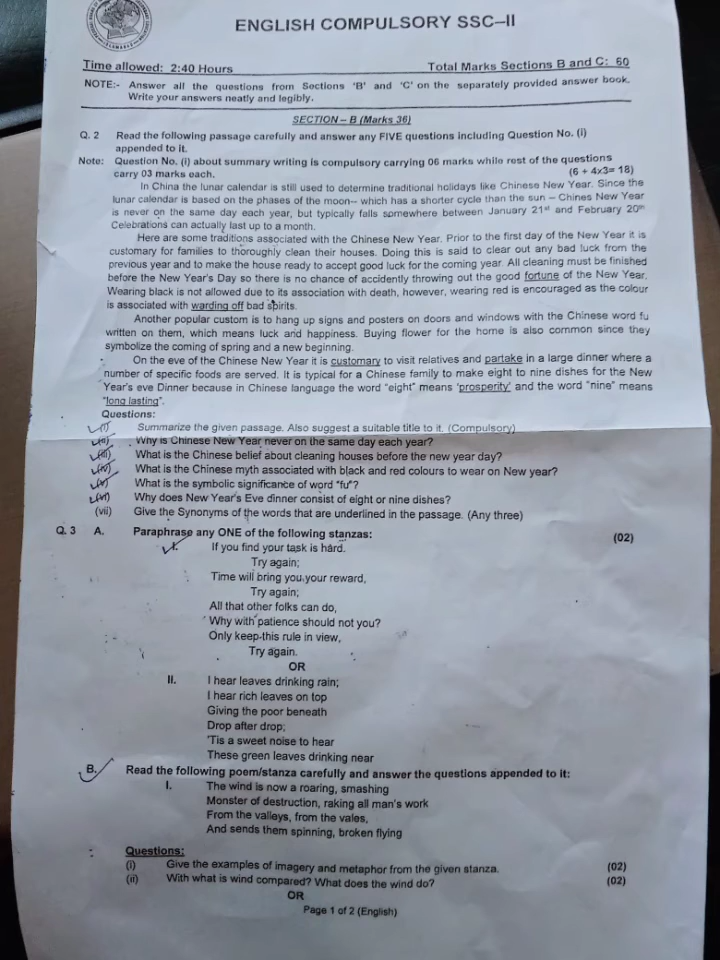 ENGLISH COMPULSORY SSC–II
Time allowed: 2:40 Hours
Total Marks Sections B and C: 60
NOTE:- Answer all the questions from Sections 'B' and 'C' on the separately provided answer book.
Write your answers neatly and legibly.
SECTION – B (Marks 36)
Q. 2 Read the following passage carefully and answer any FIVE questions including Question No. (i)
appended to it.
Note: Question No. (i) about summary writing is compulsory carrying 06 marks while rest of the questions
carry 03 marks each. (6 + 4x3= 18)
In China the lunar calendar is still used to determine traditional holidays like Chinese New Year. Since the
lunar calendar is based on the phases of the moon-- which has a shorter cycle than the sun – Chines New Year
is never on the same day each year, but typically falls somewhere between January 21st and February 20th
Celebrations can actually last up to a month.
Here are some traditions associated with the Chinese New Year. Prior to the first day of the New Year it is
customary for families to thoroughly clean their houses. Doing this is said to clear out any bad luck from the
previous year and to make the house ready to accept good luck for the coming year. All cleaning must be finished
before the New Year's Day so there is no chance of accidently throwing out the good fortune of the New Year.
Wearing black is not allowed due to its association with death, however, wearing red is encouraged as the colour
is associated with warding off bad spirits.
Another popular custom is to hang up signs and posters on doors and windows with the Chinese word fu
written on them, which means luck and happiness. Buying flower for the home is also common since they
symbolize the coming of spring and a new beginning.
On the eve of the Chinese New Year it is customary to visit relatives and partake in a large dinner where a
number of specific foods are served. It is typical for a Chinese family to make eight to nine dishes for the New
Year's eve Dinner because in Chinese language the word "eight" means 'prosperity' and the word "nine" means
"long lasting".
Questions:
(i) Summarize the given passage. Also suggest a suitable title to it. (Compulsory)
(ii) Why is Chinese New Year never on the same day each year?
(iii) What is the Chinese belief about cleaning houses before the new year day?
(iv) What is the Chinese myth associated with black and red colours to wear on New year?
(v) What is the symbolic significance of word "fu"?
(vi) Why does New Year's Eve dinner consist of eight or nine dishes?
(vii) Give the Synonyms of the words that are underlined in the passage. (Any three)
Q. 3 A. Paraphrase any ONE of the following stanzas: (02)
I. If you find your task is hard.
Try again;
Time will bring you your reward,
Try again;
All that other folks can do,
Why with patience should not you?
Only keep this rule in view,
Try again.
OR
II. I hear leaves drinking rain;
I hear rich leaves on top
Giving the poor beneath
Drop after drop;
'Tis a sweet noise to hear
These green leaves drinking near
B. Read the following poem/stanza carefully and answer the questions appended to it:
I. The wind is now a roaring, smashing
Monster of destruction, raking all man's work
From the valleys, from the vales,
And sends them spinning, broken flying
Questions:
(i) Give the examples of imagery and metaphor from the given stanza. (02)
(ii) With what is wind compared? What does the wind do? (02)
OR
Page 1 of 2 (English)